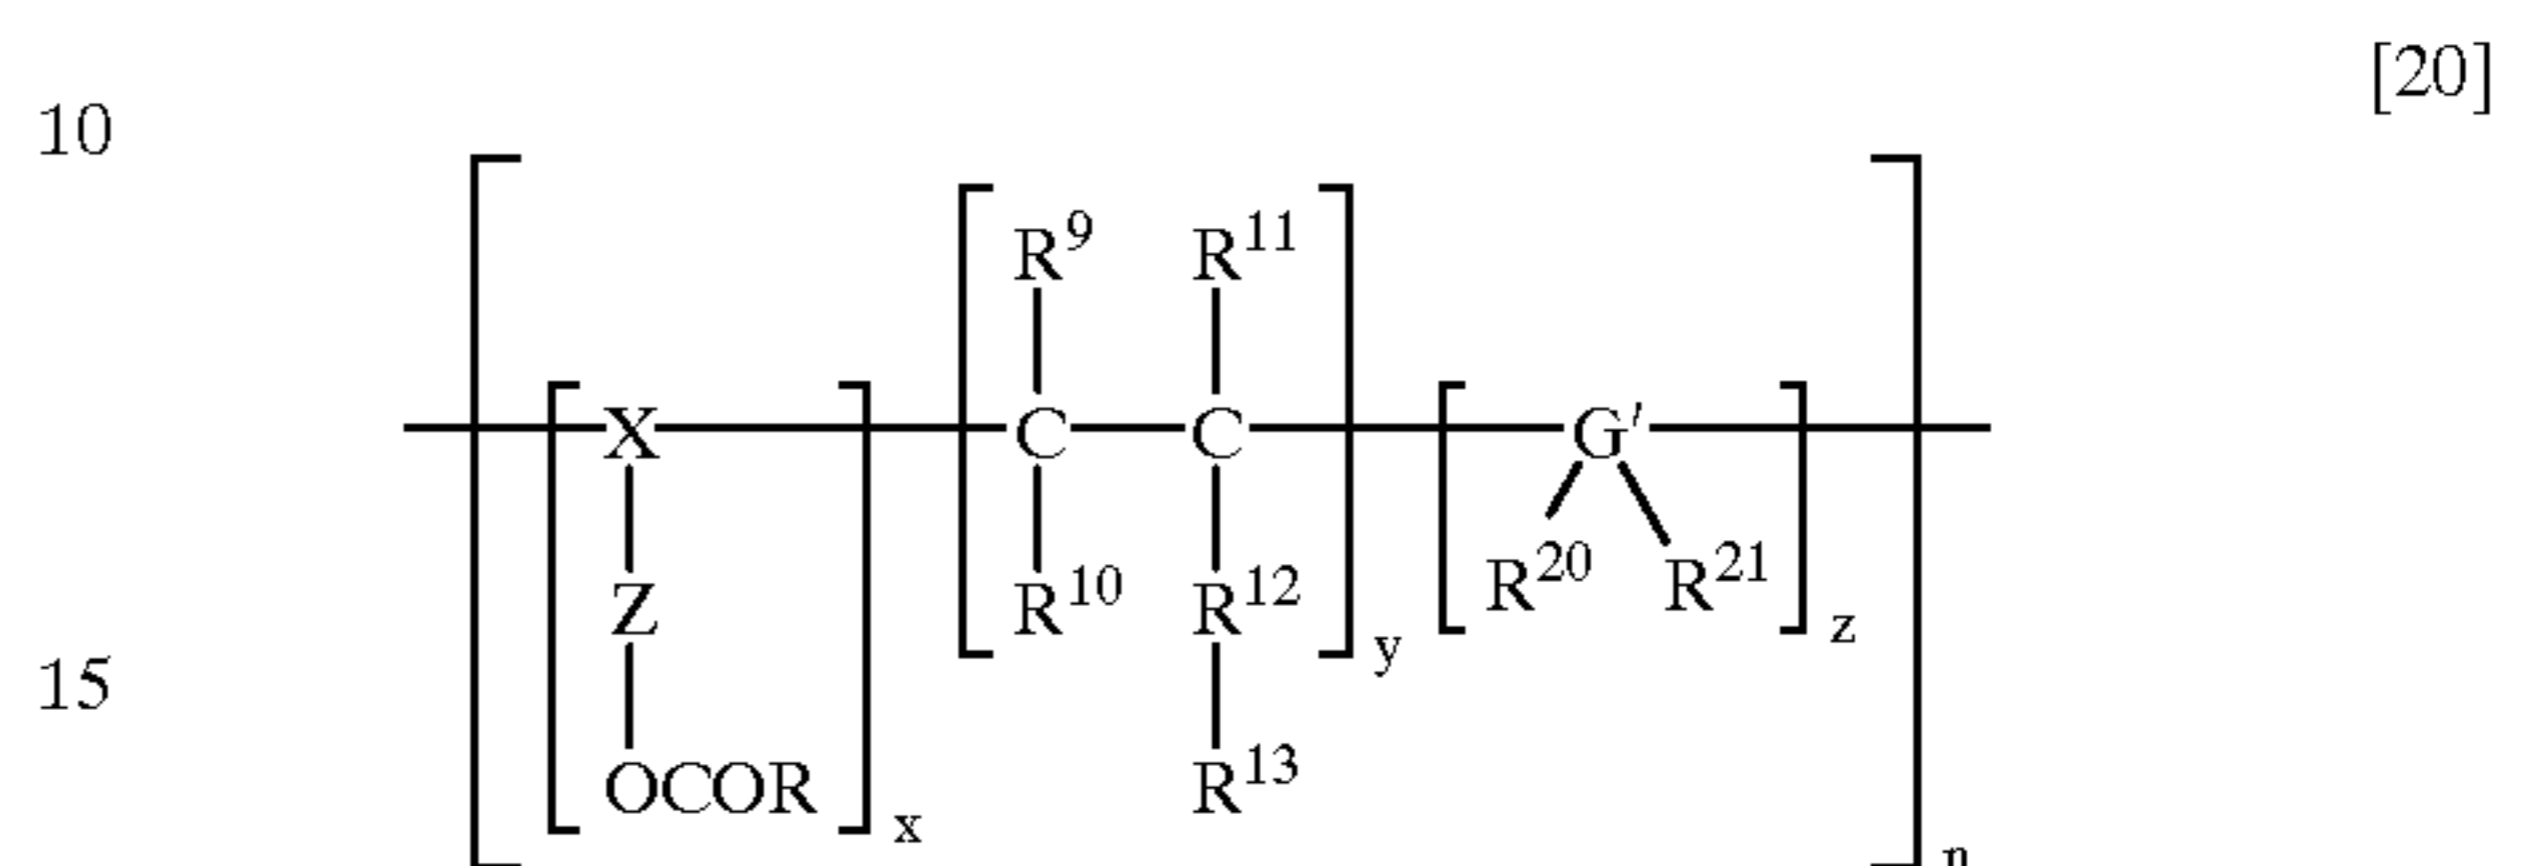 [20]
10
R⁹ R¹¹
X C C G′
R²⁰ R²¹ z
Z R¹⁰ R¹² y
15
OCOR x R¹³
n